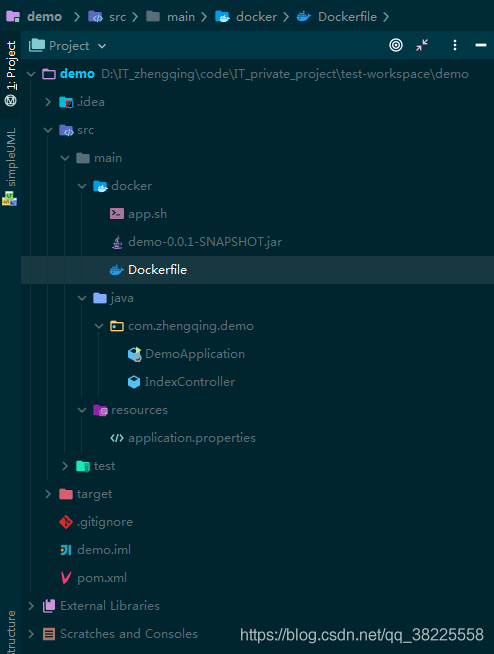 demo src main docker Dockerfile
Project
demo D:\IT_zhengqing\code\IT_private_project\test-workspace\demo
.idea
src
main
docker
app.sh
demo-0.0.1-SNAPSHOT.jar
Dockerfile
java
com.zhengqing.demo
DemoApplication
IndexController
resources
application.properties
test
target
.gitignore
demo.iml
pom.xml
External Libraries
Scratches and Consoles
1: Project
simpleUML
ructure
https://blog.csdn.net/qq_38225558